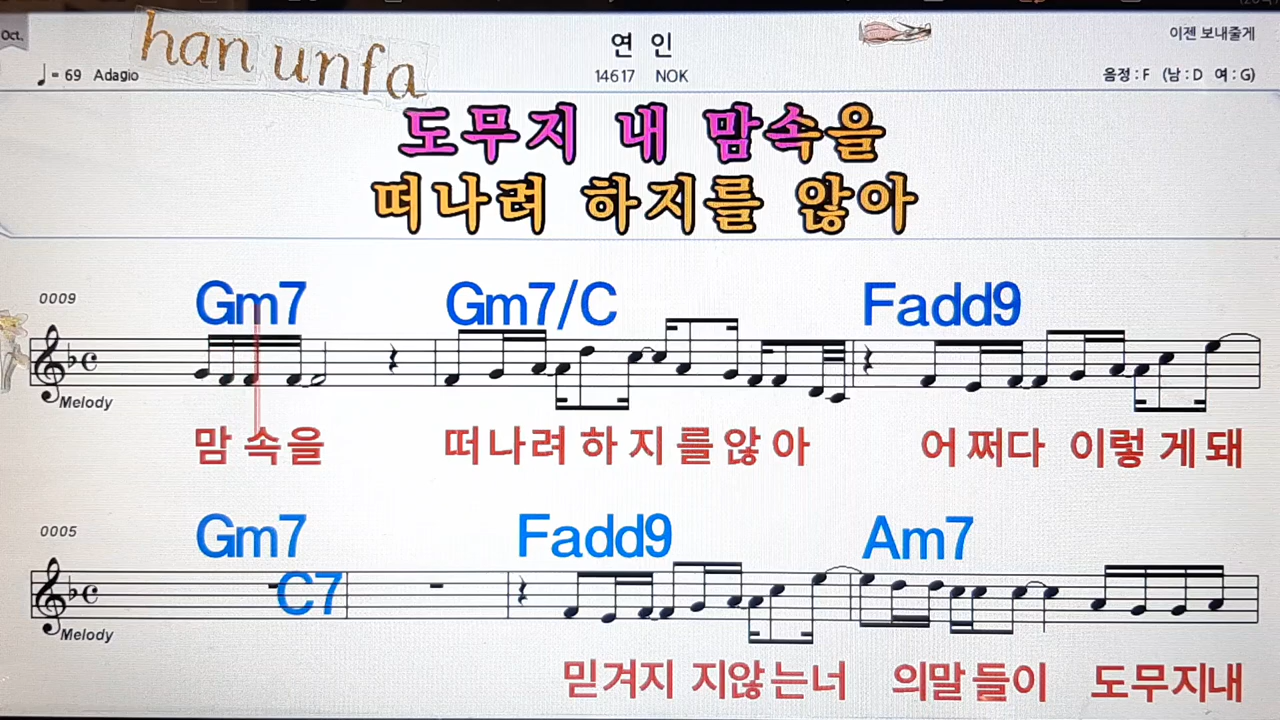 Oct.
han unfa
연인
이젠 보내줄게
♩= 69 Adagio
14617 NOK
음정 : F (남 : D 여 : G)
도무지 내 맘속을
떠나려 하지를 않아
0009
Gm7 Gm7/C Fadd9
Melody
맘 속을 떠나려 하 지 를 않 아 어 쩌다 이렇 게 돼
0005
Gm7 C7 Fadd9 Am7
Melody
믿겨지 지않 는너 의말 들이 도무지내